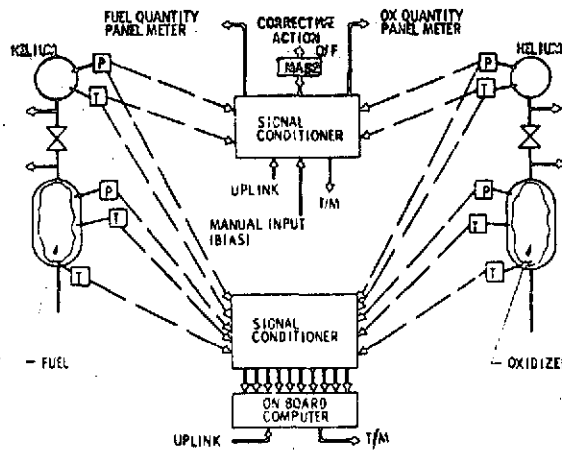 FUEL QUANTITY
PANEL METER
CORRECTIVE
ACTION
O/F
OX QUANTITY
PANEL METER
HELIUM
P
T
HELIUM
P
T
SIGNAL
CONDITIONER
UPLINK
MANUAL INPUT
(BIAS)
T/M
P
T
T
P
T
T
SIGNAL
CONDITIONER
- FUEL
- OXIDIZE
ON BOARD
COMPUTER
UPLINK
T/M